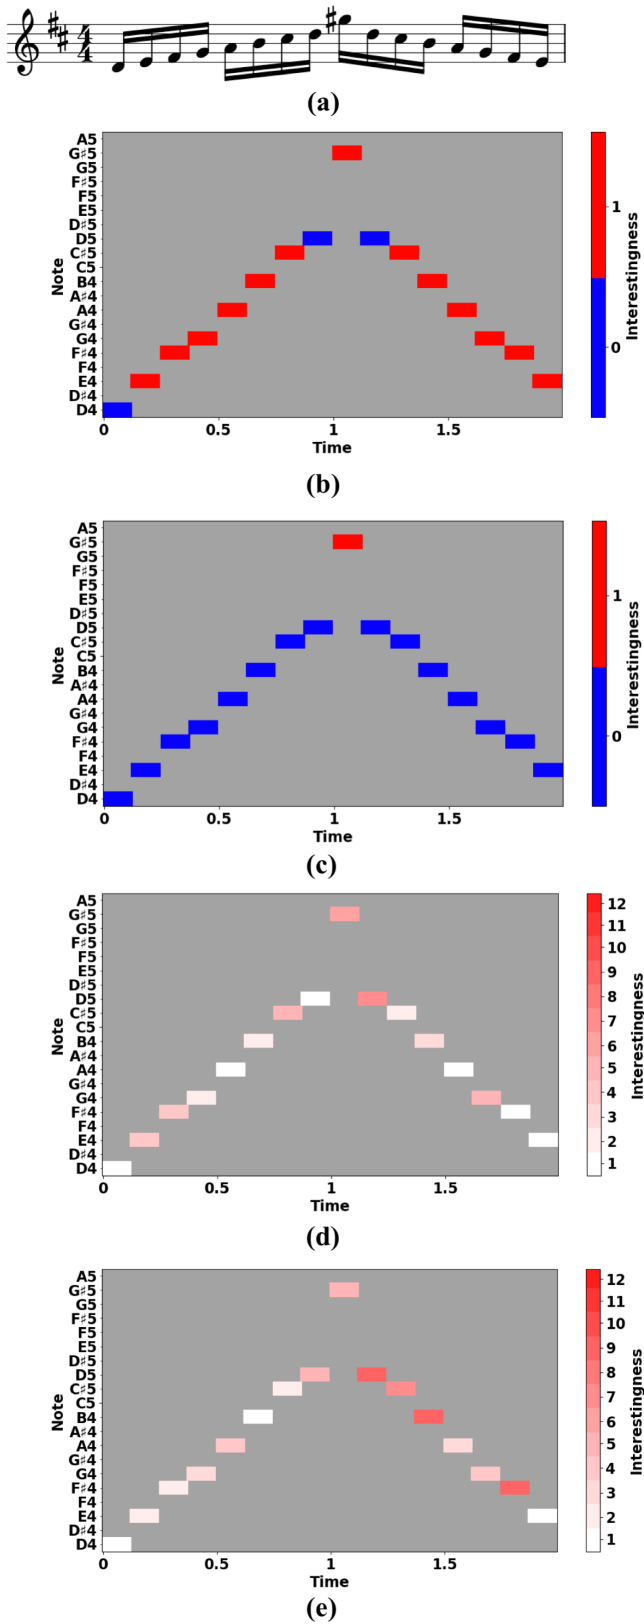 4
4
(a)
A5
G♯5
G5
F♯5
F5
E5
D♯5
D5
C♯5
C5
B4
A♯4
A4
G♯4
G4
F♯4
F4
E4
D♯4
D4
Note
0 0.5 1 1.5
Time
1
0
Interestingness
(b)
A5
G♯5
G5
F♯5
F5
E5
D♯5
D5
C♯5
C5
B4
A♯4
A4
G♯4
G4
F♯4
F4
E4
D♯4
D4
Note
0 0.5 1 1.5
Time
1
0
Interestingness
(c)
A5
G♯5
G5
F♯5
F5
E5
D♯5
D5
C♯5
C5
B4
A♯4
A4
G♯4
G4
F♯4
F4
E4
D♯4
D4
Note
0 0.5 1 1.5
Time
12
11
10
9
8
7
6
5
4
3
2
1
Interestingness
(d)
A5
G♯5
G5
F♯5
F5
E5
D♯5
D5
C♯5
C5
B4
A♯4
A4
G♯4
G4
F♯4
F4
E4
D♯4
D4
Note
0 0.5 1 1.5
Time
12
11
10
9
8
7
6
5
4
3
2
1
Interestingness
(e)